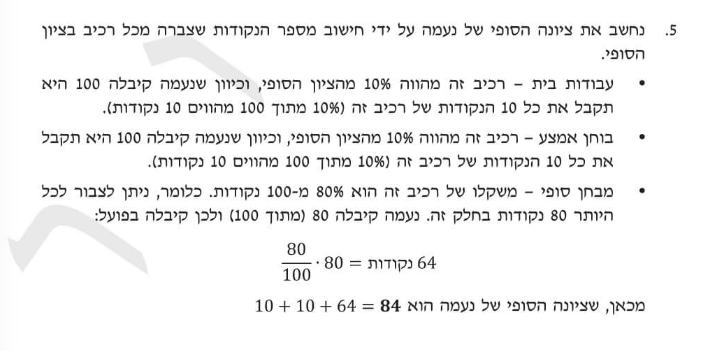 5. נחשב את ציונה הסופי של נעמה על ידי חישוב מספר הנקודות שצברה מכל רכיב בציון
הסופי.
• עבודות בית – רכיב זה מהווה 10% מהציון הסופי, וכיוון שנעמה קיבלה 100 היא
תקבל את כל 10 הנקודות של רכיב זה (10% מתוך 100 מהווים 10 נקודות).
• בוחן אמצע – רכיב זה מהווה 10% מהציון הסופי, וכיוון שנעמה קיבלה 100 היא תקבל
את כל 10 הנקודות של רכיב זה (10% מתוך 100 מהווים 10 נקודות).
• מבחן סופי – משקלו של רכיב זה הוא 80% מ-100 נקודות. כלומר, ניתן לצבור לכל
היותר 80 נקודות בחלק זה. נעמה קיבלה 80 (מתוך 100) ולכן קיבלה בפועל:
80/100 · 80 = 64 נקודות
מכאן, שציונה הסופי של נעמה הוא 10 + 10 + 64 = 84